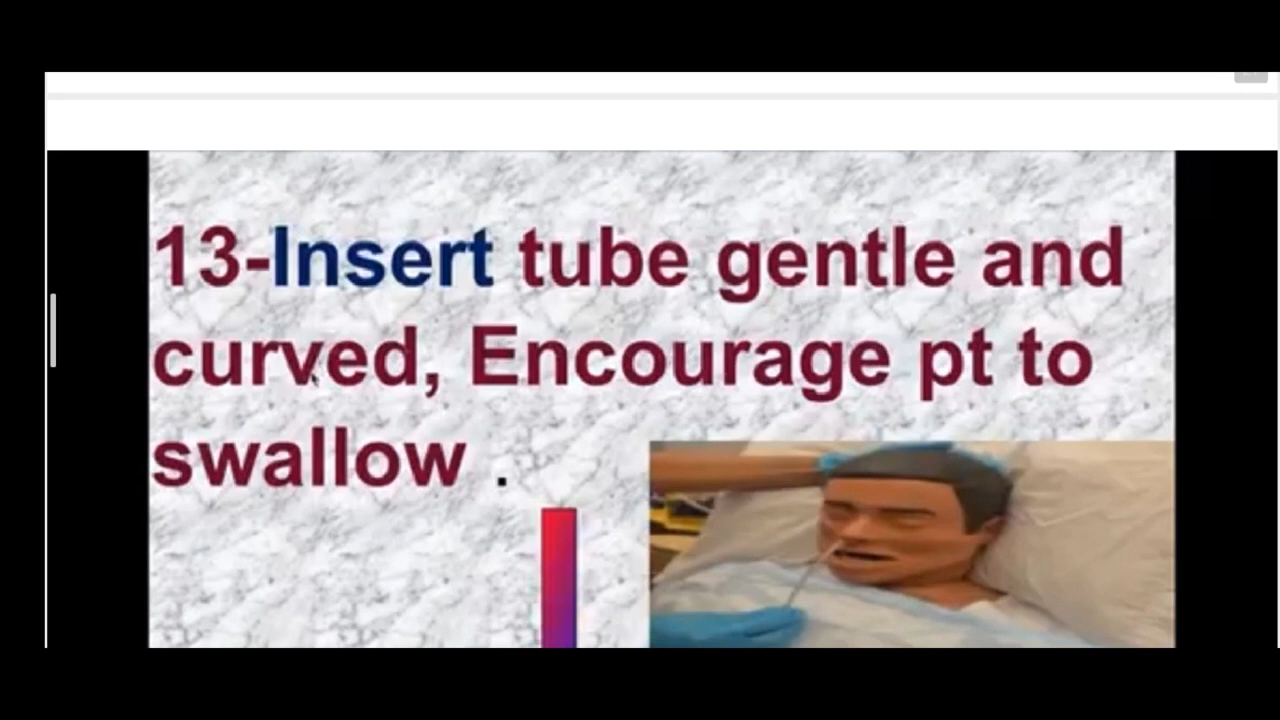 13-Insert tube gentle and
curved, Encourage pt to
swallow .